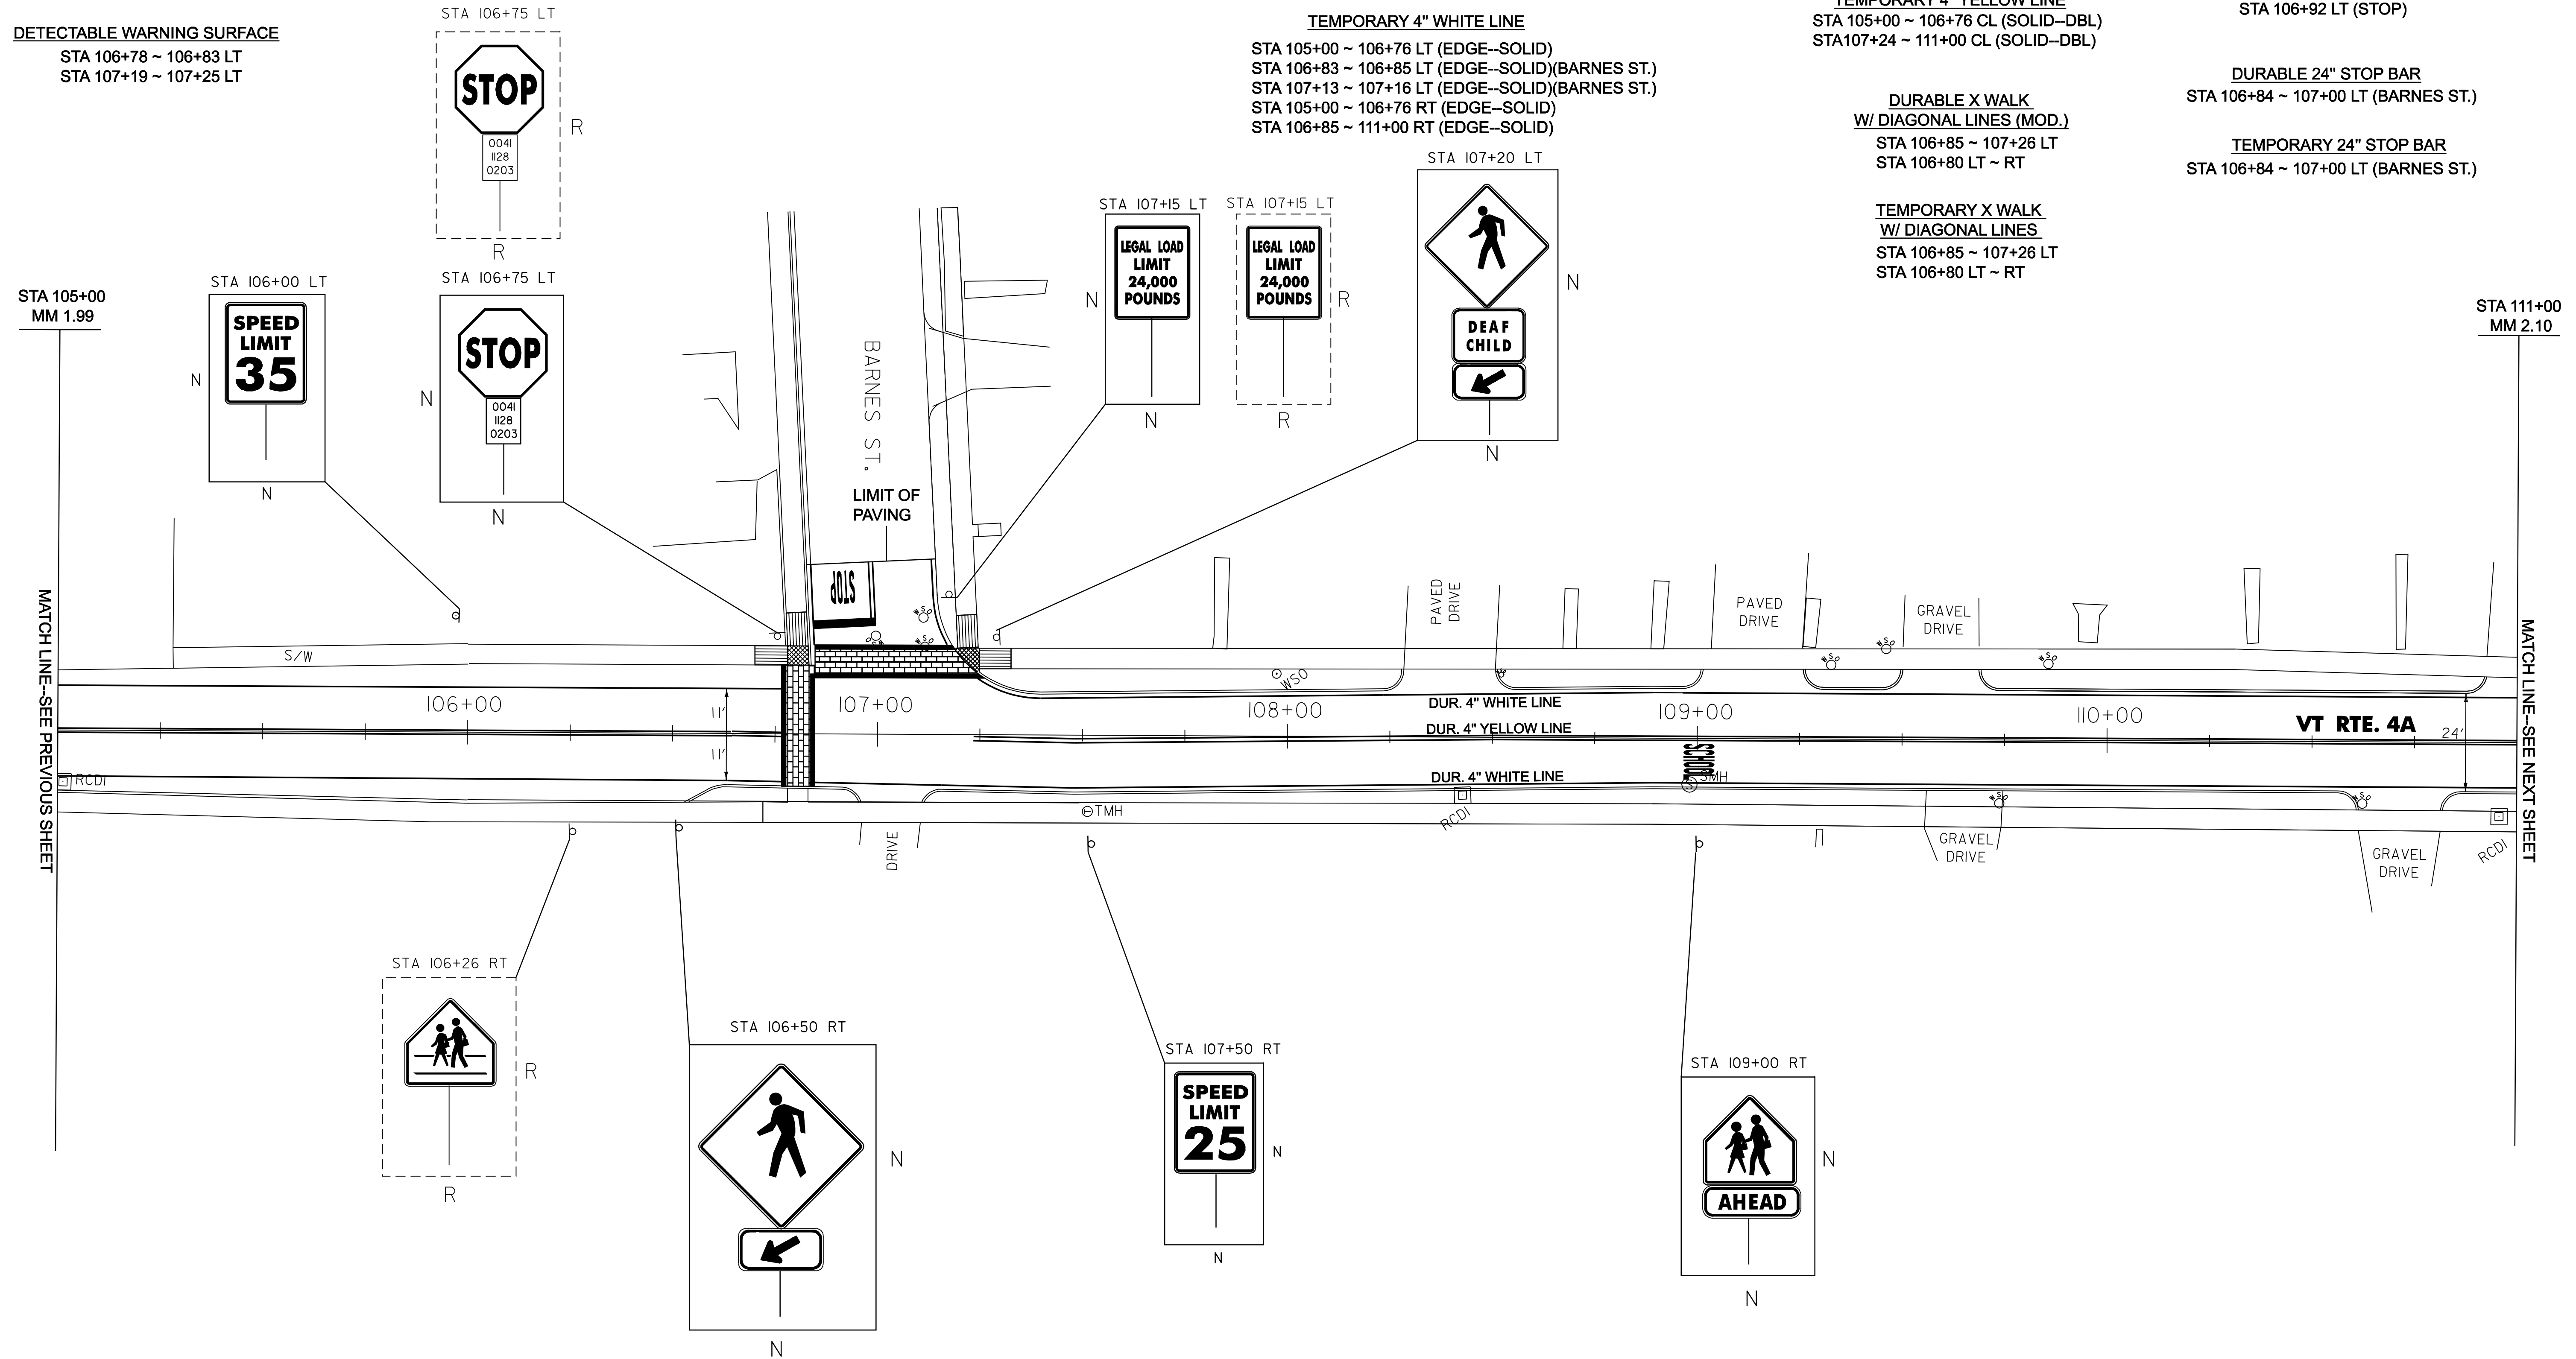 DETECTABLE WARNING SURFACE
STA 106+78 ~ 106+83 LT
STA 107+19 ~ 107+25 LT
STA 106+75 LT
STOP
0041
1128
0203
R
R
TEMPORARY 4" WHITE LINE
STA 105+00 ~ 106+76 LT (EDGE--SOLID)
STA 106+83 ~ 106+85 LT (EDGE--SOLID)(BARNES ST.)
STA 107+13 ~ 107+16 LT (EDGE--SOLID)(BARNES ST.)
STA 105+00 ~ 106+76 RT (EDGE--SOLID)
STA 106+85 ~ 111+00 RT (EDGE--SOLID)
TEMPORARY 4" YELLOW LINE
STA 105+00 ~ 106+76 CL (SOLID--DBL)
STA107+24 ~ 111+00 CL (SOLID--DBL)
STA 106+92 LT (STOP)
DURABLE 24" STOP BAR
STA 106+84 ~ 107+00 LT (BARNES ST.)
DURABLE X WALK
W/ DIAGONAL LINES (MOD.)
STA 106+85 ~ 107+26 LT
STA 106+80 LT ~ RT
TEMPORARY 24" STOP BAR
STA 106+84 ~ 107+00 LT (BARNES ST.)
TEMPORARY X WALK
W/ DIAGONAL LINES
STA 106+85 ~ 107+26 LT
STA 106+80 LT ~ RT
STA 105+00
MM 1.99
STA 106+00 LT
SPEED
LIMIT
35
N
N
STA 106+75 LT
STOP
0041
1128
0203
N
N
BARNES ST.
LIMIT OF
PAVING
STA 107+15 LT
LEGAL LOAD
LIMIT
24,000
POUNDS
N
N
STA 107+15 LT
LEGAL LOAD
LIMIT
24,000
POUNDS
R
R
STA 107+20 LT
DEAF
CHILD
N
N
STA 111+00
MM 2.10
MATCH LINE--SEE PREVIOUS SHEET
S/W
STOP
WSO
WSO
WSO
WSO
PAVED
DRIVE
WSO
PAVED
DRIVE
WSO
WSO
GRAVEL
DRIVE
WSO
MATCH LINE--SEE NEXT SHEET
106+00
11'
11'
107+00
108+00
DUR. 4" WHITE LINE
DUR. 4" YELLOW LINE
DUR. 4" WHITE LINE
109+00
110+00
VT RTE. 4A
24'
SCHOOL
SMH
RCDI
TMH
DRIVE
RCDI
WSO
GRAVEL
DRIVE
WSO
GRAVEL
DRIVE
RCDI
STA 106+26 RT
R
R
STA 106+50 RT
N
N
STA 107+50 RT
SPEED
LIMIT
25
N
N
STA 109+00 RT
AHEAD
N
N